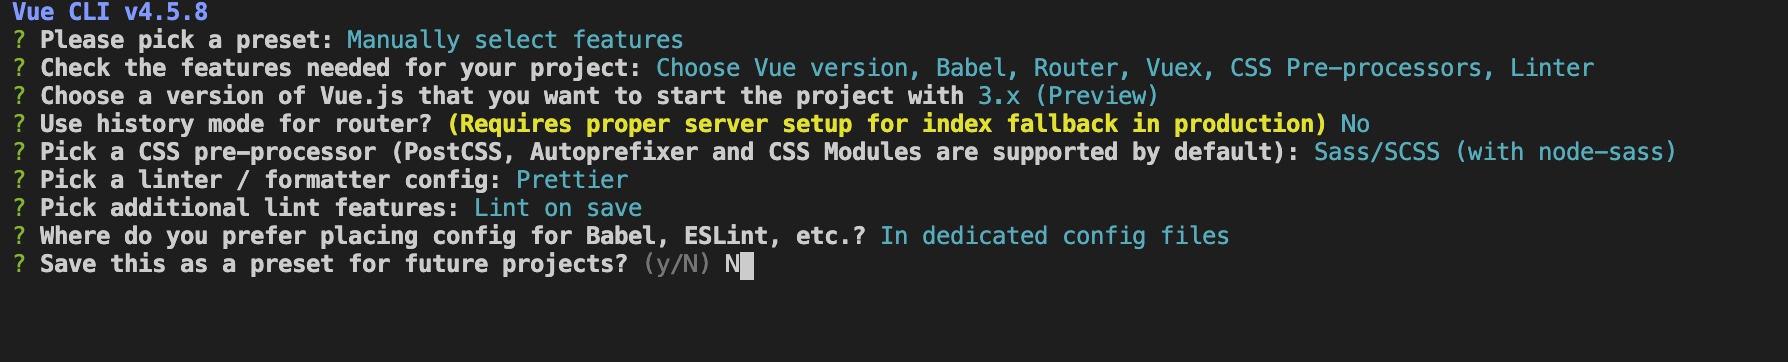 Vue CLI v4.5.8
? Please pick a preset: Manually select features
? Check the features needed for your project: Choose Vue version, Babel, Router, Vuex, CSS Pre-processors, Linter
? Choose a version of Vue.js that you want to start the project with 3.x (Preview)
? Use history mode for router? (Requires proper server setup for index fallback in production) No
? Pick a CSS pre-processor (PostCSS, Autoprefixer and CSS Modules are supported by default): Sass/SCSS (with node-sass)
? Pick a linter / formatter config: Prettier
? Pick additional lint features: Lint on save
? Where do you prefer placing config for Babel, ESLint, etc.? In dedicated config files
? Save this as a preset for future projects? (y/N) N